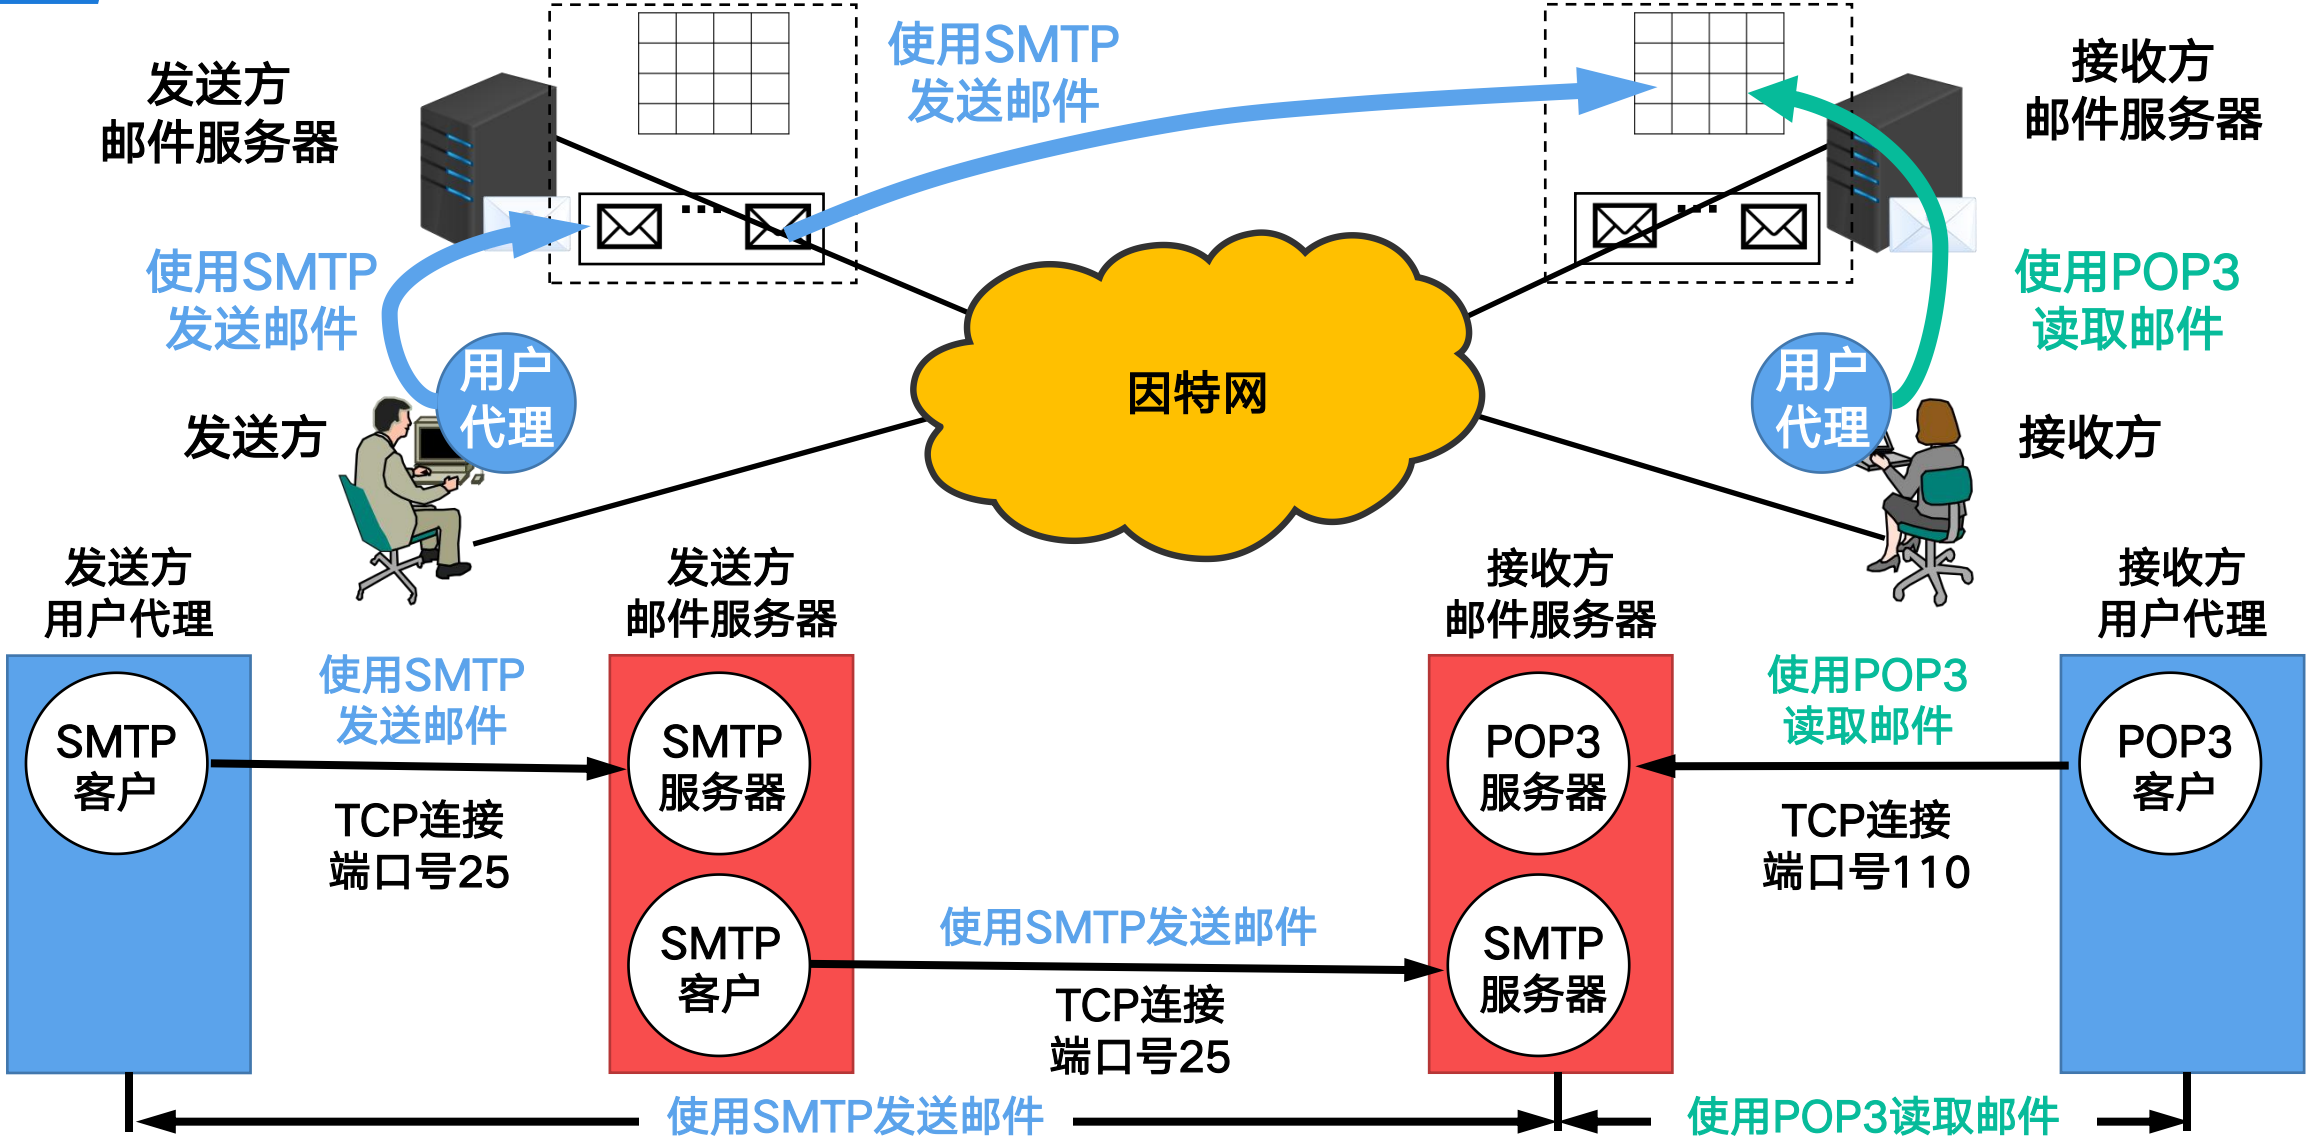 使用SMTP
发送邮件
发送方
邮件服务器
接收方
邮件服务器
使用SMTP
发送邮件
使用POP3
读取邮件
用户
代理
用户
代理
因特网
发送方
接收方
发送方
用户代理
发送方
邮件服务器
接收方
邮件服务器
接收方
用户代理
使用SMTP
发送邮件
使用POP3
读取邮件
SMTP
客户
SMTP
服务器
POP3
服务器
POP3
客户
TCP连接
端口号25
TCP连接
端口号110
SMTP
客户
使用SMTP发送邮件
SMTP
服务器
TCP连接
端口号25
使用SMTP发送邮件
使用POP3读取邮件